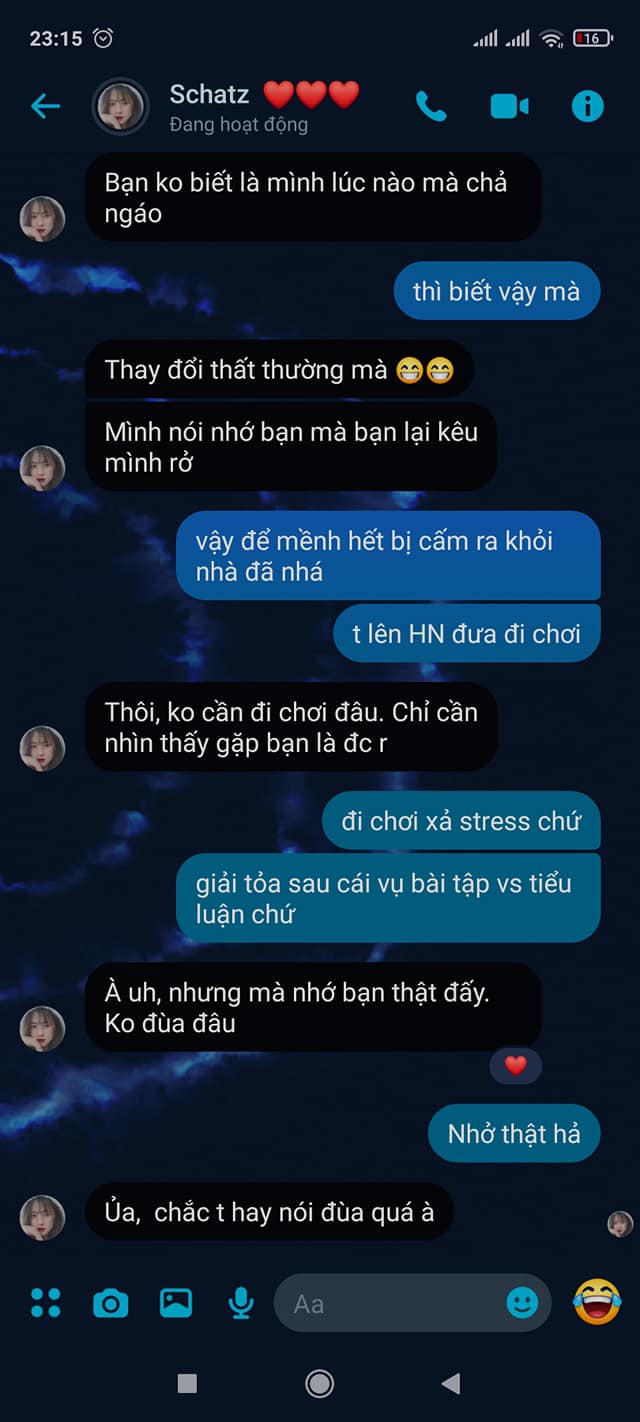 23:15
16
Schatz ❤️❤️❤️
Đang hoạt động
Bạn ko biết là mình lúc nào mà chả
ngáo
thì biết vậy mà
Thay đổi thất thường mà 😁😁
Mình nói nhớ bạn mà bạn lại kêu
mình rở
vậy để mềnh hết bị cấm ra khỏi
nhà đã nhá
t lên HN đưa đi chơi
Thôi, ko cần đi chơi đâu. Chỉ cần
nhìn thấy gặp bạn là đc r
đi chơi xả stress chứ
giải tỏa sau cái vụ bài tập vs tiểu
luận chứ
À uh, nhưng mà nhớ bạn thật đấy.
Ko đùa đâu
❤️
Nhở thật hả
Ủa, chắc t hay nói đùa quá à
Aa